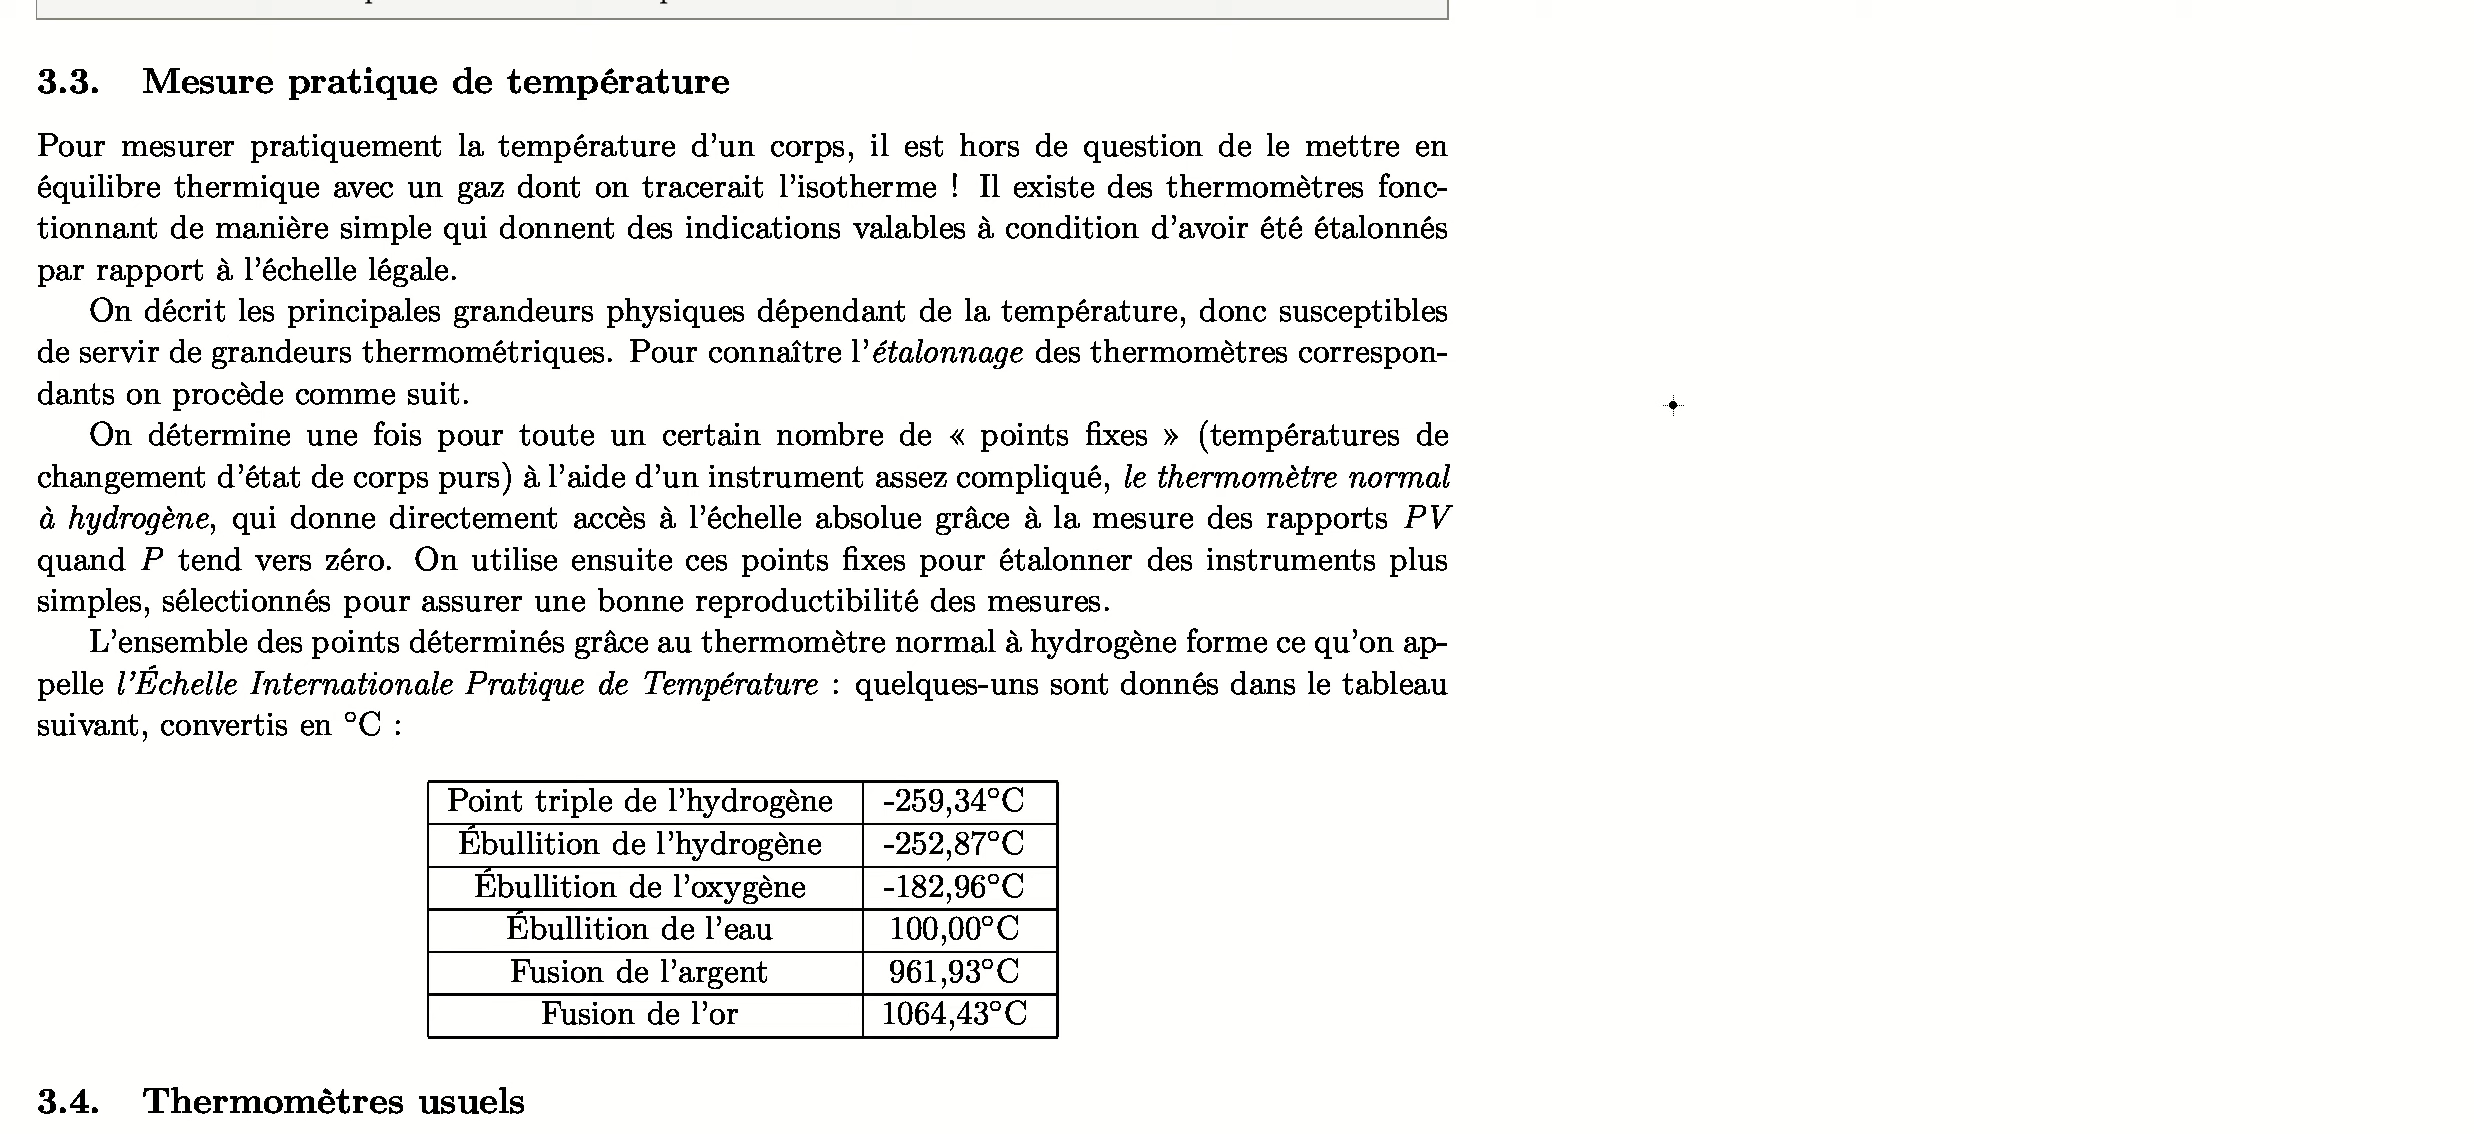 3.3. Mesure pratique de température
Pour mesurer pratiquement la température d'un corps, il est hors de question de le mettre en
équilibre thermique avec un gaz dont on tracerait l'isotherme ! Il existe des thermomètres fonc-
tionnant de manière simple qui donnent des indications valables à condition d'avoir été étalonnés
par rapport à l'échelle légale.
On décrit les principales grandeurs physiques dépendant de la température, donc susceptibles
de servir de grandeurs thermométriques. Pour connaître l'étalonnage des thermomètres correspon-
dants on procède comme suit.
On détermine une fois pour toute un certain nombre de « points fixes » (températures de
changement d'état de corps purs) à l'aide d'un instrument assez compliqué, le thermomètre normal
à hydrogène, qui donne directement accès à l'échelle absolue grâce à la mesure des rapports PV
quand P tend vers zéro. On utilise ensuite ces points fixes pour étalonner des instruments plus
simples, sélectionnés pour assurer une bonne reproductibilité des mesures.
L'ensemble des points déterminés grâce au thermomètre normal à hydrogène forme ce qu'on ap-
pelle l'Échelle Internationale Pratique de Température : quelques-uns sont donnés dans le tableau
suivant, convertis en °C :
Point triple de l'hydrogène -259,34°C
Ébullition de l'hydrogène -252,87°C
Ébullition de l'oxygène -182,96°C
Ébullition de l'eau 100,00°C
Fusion de l'argent 961,93°C
Fusion de l'or 1064,43°C
3.4. Thermomètres usuels